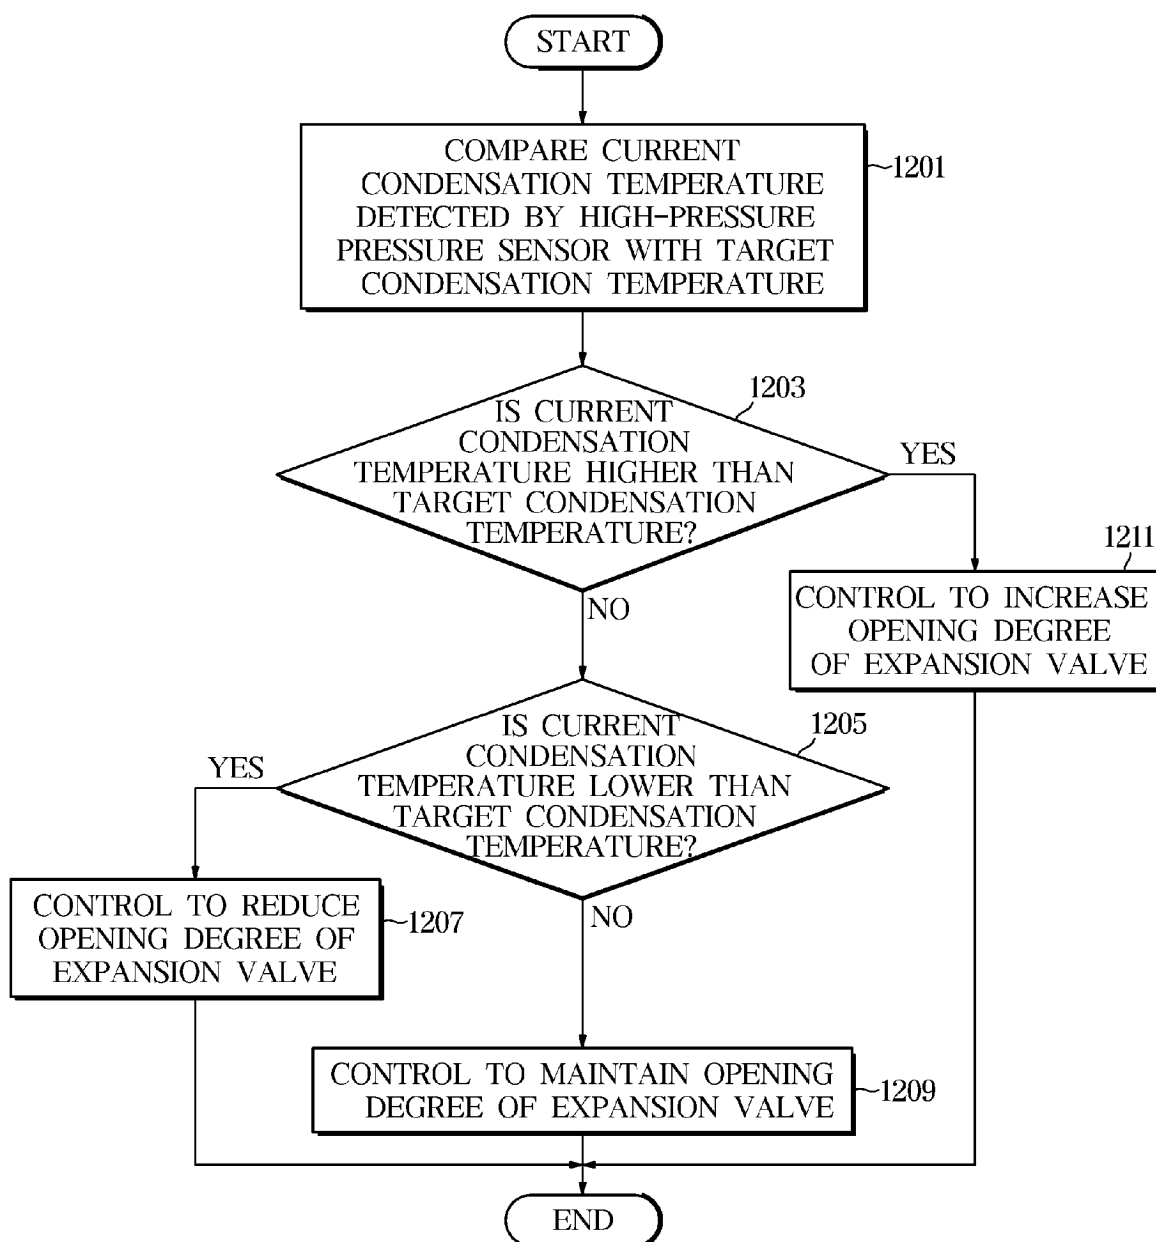 START
COMPARE CURRENT
CONDENSATION TEMPERATURE
DETECTED BY HIGH-PRESSURE
PRESSURE SENSOR WITH TARGET
CONDENSATION TEMPERATURE
1201
1203
IS CURRENT
CONDENSATION
TEMPERATURE HIGHER THAN
TARGET CONDENSATION
TEMPERATURE?
YES
NO
1211
CONTROL TO INCREASE
OPENING DEGREE
OF EXPANSION VALVE
1205
IS CURRENT
CONDENSATION
TEMPERATURE LOWER THAN
TARGET CONDENSATION
TEMPERATURE?
YES
NO
CONTROL TO REDUCE
OPENING DEGREE OF
EXPANSION VALVE
1207
CONTROL TO MAINTAIN OPENING
DEGREE OF EXPANSION VALVE
1209
END